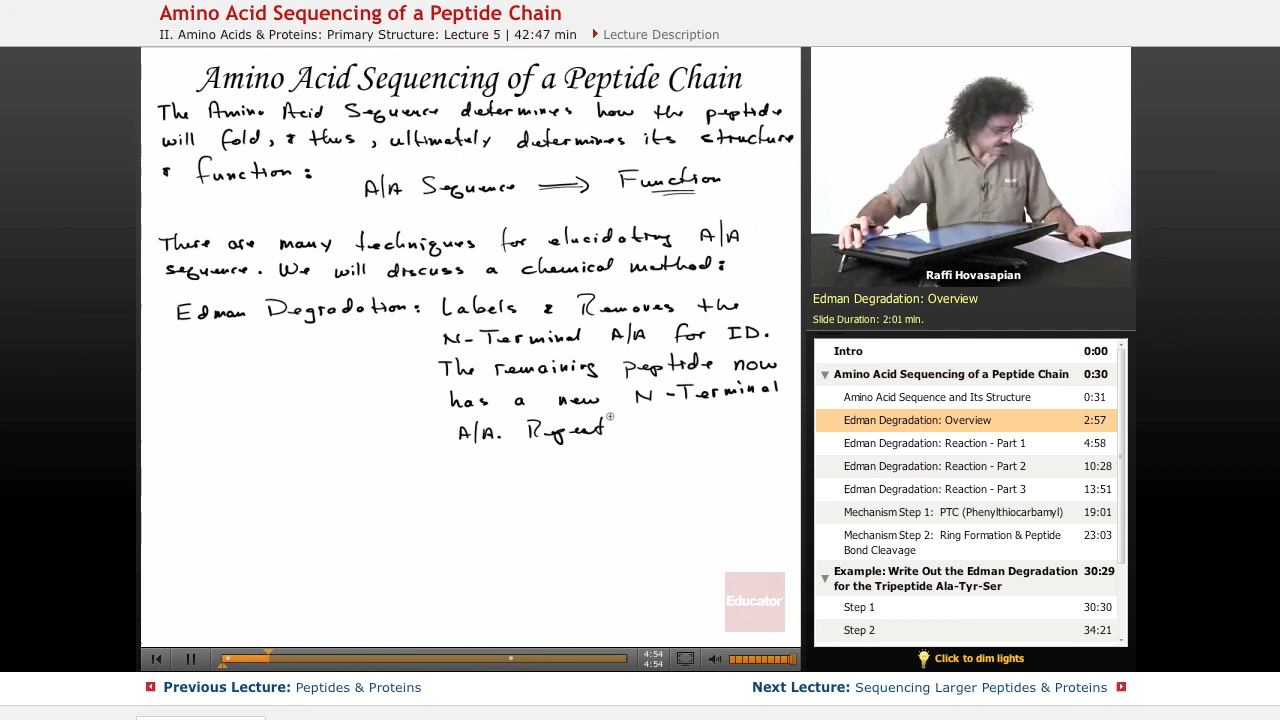 Amino Acid Sequencing of a Peptide Chain
II. Amino Acids & Proteins: Primary Structure: Lecture 5 | 42:47 min
Lecture Description
Amino Acid Sequencing of a Peptide Chain
The Amino Acid Sequence determines how the peptide
will fold, & thus, ultimately determines its structure
& function:
A/A Sequence ⟹ Function
There are many techniques for elucidating A/A
sequence. We will discuss a chemical method:
Edman Degradation: Labels & Removes the
N-Terminal A/A for ID.
The remaining peptide now
has a new N-Terminal
A/A. Repeat
Educator
4:54
4:54
Raffi Hovasapian
Edman Degradation: Overview
Slide Duration: 2:01 min.
Intro 0:00
Amino Acid Sequencing of a Peptide Chain 0:30
Amino Acid Sequence and Its Structure 0:31
Edman Degradation: Overview 2:57
Edman Degradation: Reaction - Part 1 4:58
Edman Degradation: Reaction - Part 2 10:28
Edman Degradation: Reaction - Part 3 13:51
Mechanism Step 1: PTC (Phenylthiocarbamyl) 19:01
Mechanism Step 2: Ring Formation & Peptide 23:03
Bond Cleavage
Example: Write Out the Edman Degradation 30:29
for the Tripeptide Ala-Tyr-Ser
Step 1 30:30
Step 2 34:21
Click to dim lights
Previous Lecture: Peptides & Proteins
Next Lecture: Sequencing Larger Peptides & Proteins